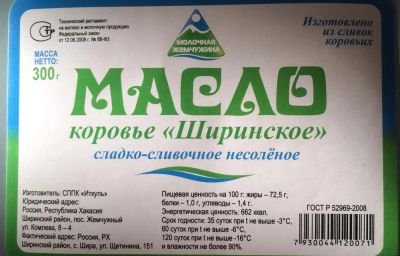 Технический регламент
на молоко и молочную продукцию
Федеральный закон
от 12.06.2008 г. № 88-ФЗ
МАССА
НЕТТО:
300 г
МОЛОЧНАЯ
ЖЕМЧУЖИНА
Изготовлено
из сливок
коровьих
МАСЛО
коровье «Ширинское»
сладко-сливочное несолёное
Изготовитель: СППК «Иткуль»
Юридический адрес:
Россия, Республика Хакасия
Ширинский район, пос. Жемчужный
ул. Комлева, 8 – 4
Фактический адрес: Россия, РХ
Ширинский район, с. Шира, ул. Щетинина, 151
Пищевая ценность на 100 г: жиры – 72,5 г,
белки – 1,0 г, углеводы – 1,4 г.
Энергетическая ценность: 662 ккал.
Срок годности: 35 суток при t не выше -3°С,
60 суток при t не выше -6°С
120 суток при t не выше -16°С
и влажности не более 90%.
ГОСТ Р 52969-2008
7 930044 120071